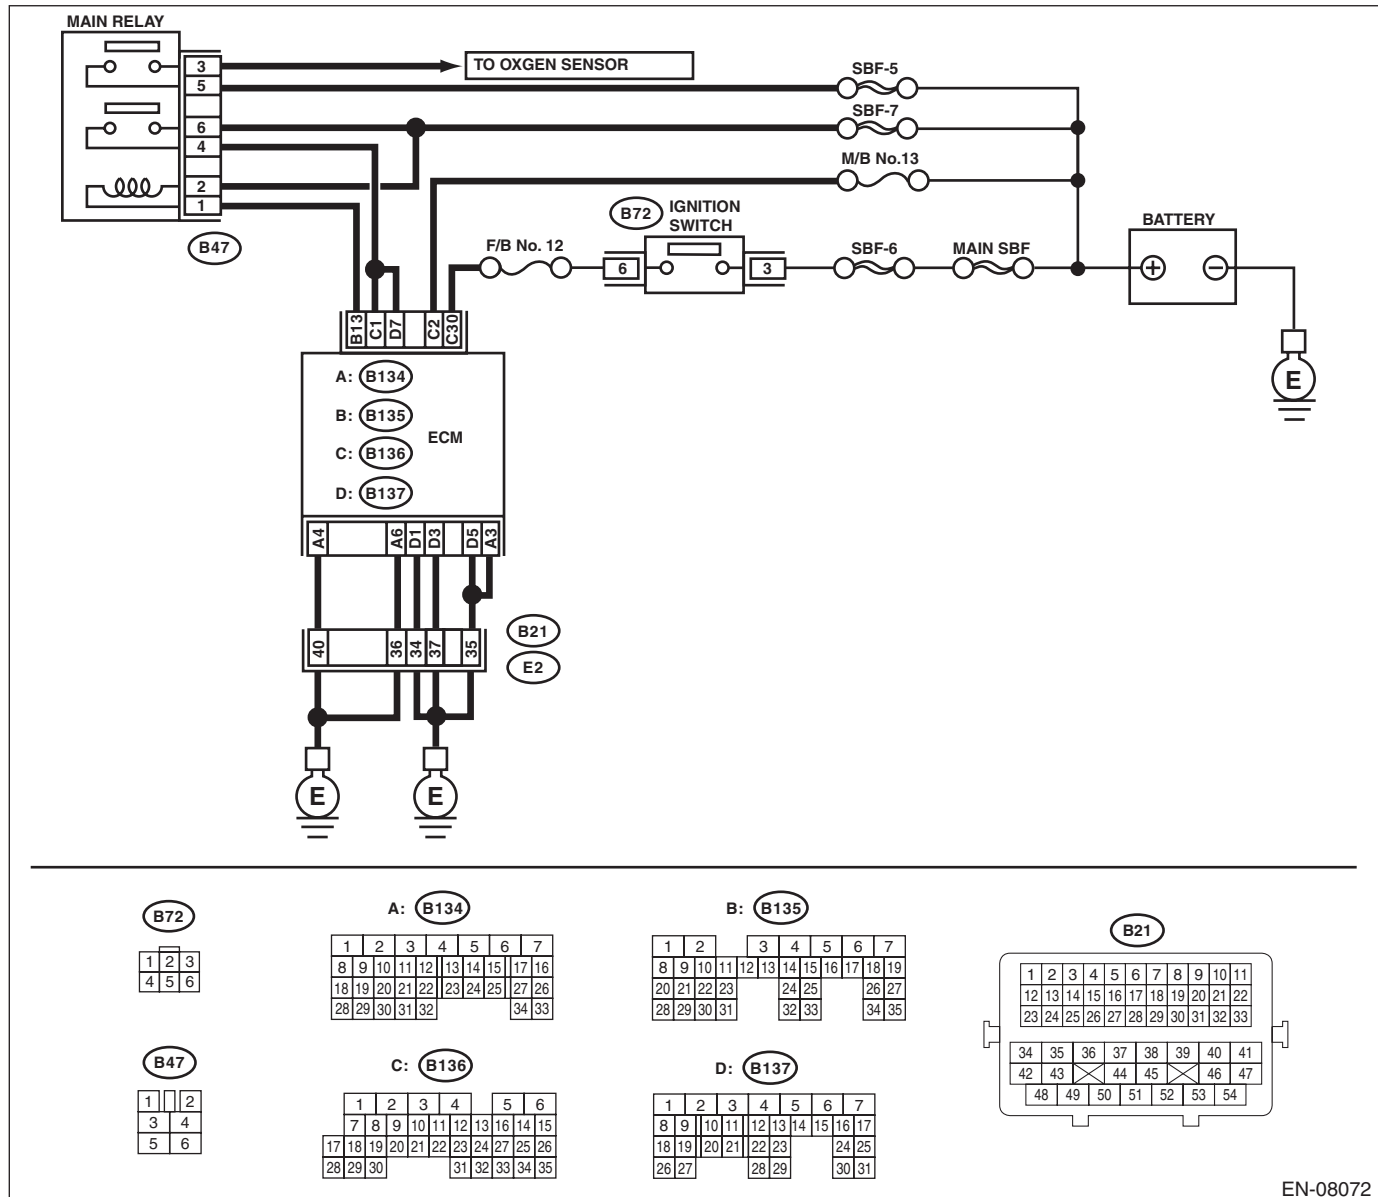 MAIN RELAY
3
TO OXGEN SENSOR
5
SBF-5
6
SBF-7
4
M/B No.13
2
1
B47
F/B No. 12
B72
IGNITION
SWITCH
6
3
SBF-6
MAIN SBF
BATTERY
+
−
E
B13 C1 D7 C2 C30
A: B134
B: B135
ECM
C: B136
D: B137
A4 A6 D1 D3 D5 A3
40 36 34 37 35
B21
E2
E E
B72
1 2 3
4 5 6
A: B134
1 2 3 4 5 6 7
8 9 10 11 12 13 14 15 17 16
18 19 20 21 22 23 24 25 27 26
28 29 30 31 32 34 33
B: B135
1 2 3 4 5 6 7
8 9 10 11 12 13 14 15 16 17 18 19
20 21 22 23 24 25 26 27
28 29 30 31 32 33 34 35
B21
1 2 3 4 5 6 7 8 9 10 11
12 13 14 15 16 17 18 19 20 21 22
23 24 25 26 27 28 29 30 31 32 33
34 35 36 37 38 39 40 41
42 43 44 45 46 47
48 49 50 51 52 53 54
B47
1 2
3 4
5 6
C: B136
1 2 3 4 5 6
7 8 9 10 11 12 13 16 14 15
17 18 19 20 21 22 23 24 27 25 26
28 29 30 31 32 33 34 35
D: B137
1 2 3 4 5 6 7
8 9 10 11 12 13 14 15 16 17
18 19 20 21 22 23 24 25
26 27 28 29 30 31
EN-08072